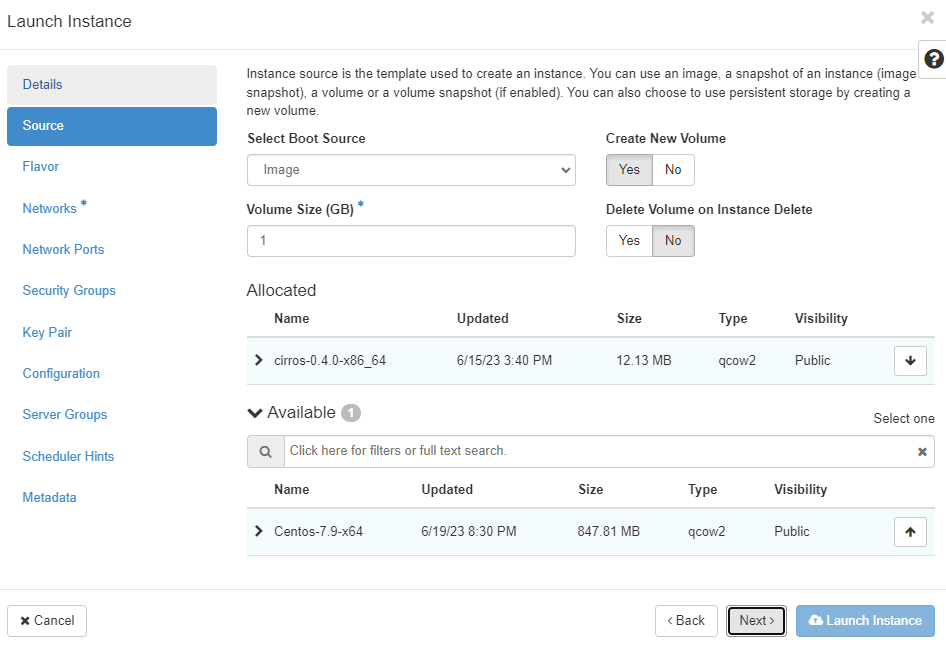 Launch Instance
Details
Source
Flavor
Networks *
Network Ports
Security Groups
Key Pair
Configuration
Server Groups
Scheduler Hints
Metadata
Instance source is the template used to create an instance. You can use an image, a snapshot of an instance (image
snapshot), a volume or a volume snapshot (if enabled). You can also choose to use persistent storage by creating a
new volume.
Select Boot Source
Create New Volume
Image
Yes No
Volume Size (GB) *
Delete Volume on Instance Delete
1
Yes No
Allocated
Name Updated Size Type Visibility
cirros-0.4.0-x86_64 6/15/23 3:40 PM 12.13 MB qcow2 Public
Available 1
Select one
Click here for filters or full text search.
Name Updated Size Type Visibility
Centos-7.9-x64 6/19/23 8:30 PM 847.81 MB qcow2 Public
Cancel
‹ Back
Next ›
Launch Instance